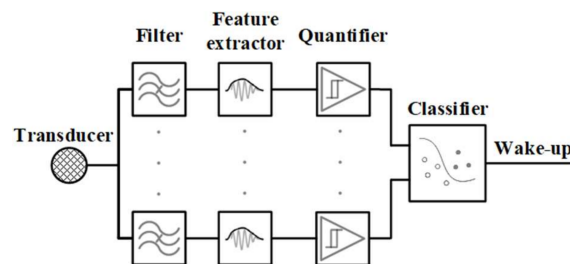 Filter
Feature
extractor
Quantifier
Classifier
Transducer
Wake-up